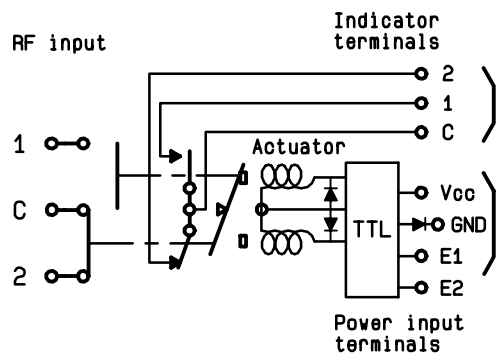 Indicator
terminals
RF input
2
1
C
Actuator
1
C
2
TTL
Vcc
GND
E1
E2
Power input
terminals